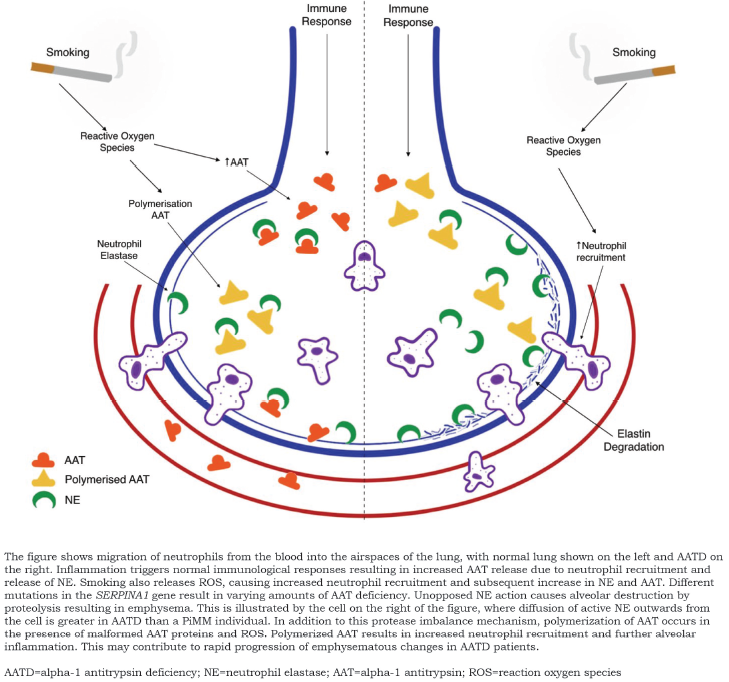 Immune
Response
Immune
Response
Smoking
Smoking
Reactive Oxygen
Species
↑AAT
Reactive Oxygen
Species
Polymerisation
AAT
Neutrophil
Elastase
↑Neutrophil
recruitment
Elastin
Degradation
AAT
Polymerised AAT
NE
The figure shows migration of neutrophils from the blood into the airspaces of the lung, with normal lung shown on the left and AATD on
the right. Inflammation triggers normal immunological responses resulting in increased AAT release due to neutrophil recruitment and
release of NE. Smoking also releases ROS, causing increased neutrophil recruitment and subsequent increase in NE and AAT. Different
mutations in the SERPINA1 gene result in varying amounts of AAT deficiency. Unopposed NE action causes alveolar destruction by
proteolysis resulting in emphysema. This is illustrated by the cell on the right of the figure, where diffusion of active NE outwards from
the cell is greater in AATD than a PiMM individual. In addition to this protease imbalance mechanism, polymerization of AAT occurs in
the presence of malformed AAT proteins and ROS. Polymerized AAT results in increased neutrophil recruitment and further alveolar
inflammation. This may contribute to rapid progression of emphysematous changes in AATD patients.
AATD=alpha-1 antitrypsin deficiency; NE=neutrophil elastase; AAT=alpha-1 antitrypsin; ROS=reaction oxygen species